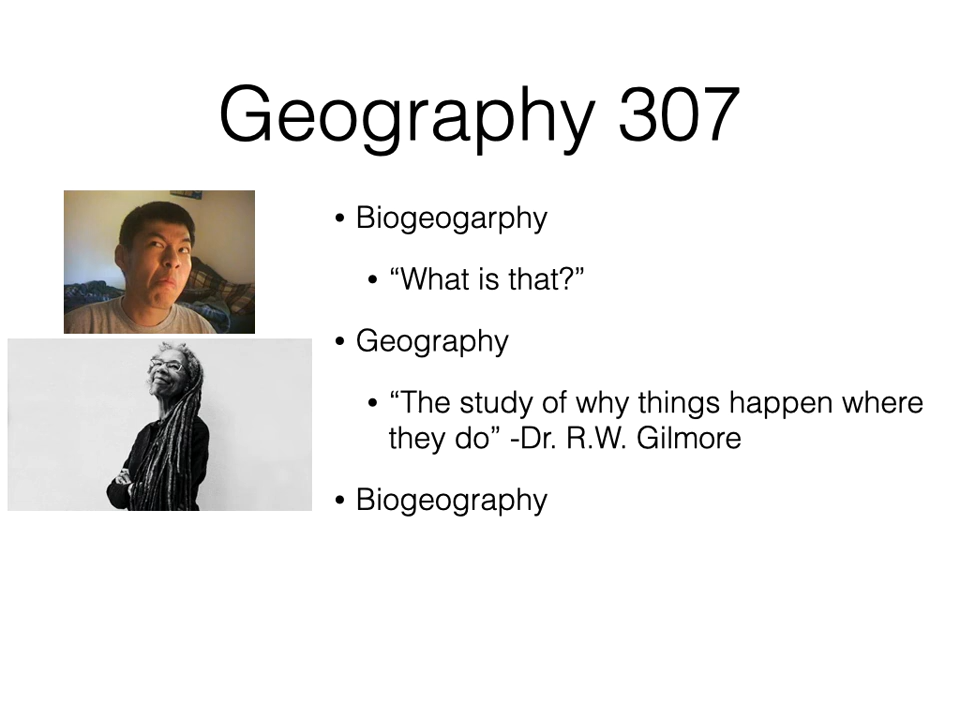 Geography 307
• Biogeogarphy
• “What is that?”
• Geography
• “The study of why things happen where
they do” -Dr. R.W. Gilmore
• Biogeography